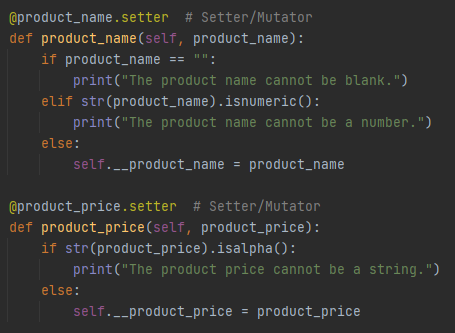 @product_name.setter  # Setter/Mutator
def product_name(self, product_name):
    if product_name == "":
        print("The product name cannot be blank.")
    elif str(product_name).isnumeric():
        print("The product name cannot be a number.")
    else:
        self.__product_name = product_name

@product_price.setter  # Setter/Mutator
def product_price(self, product_price):
    if str(product_price).isalpha():
        print("The product price cannot be a string.")
    else:
        self.__product_price = product_price